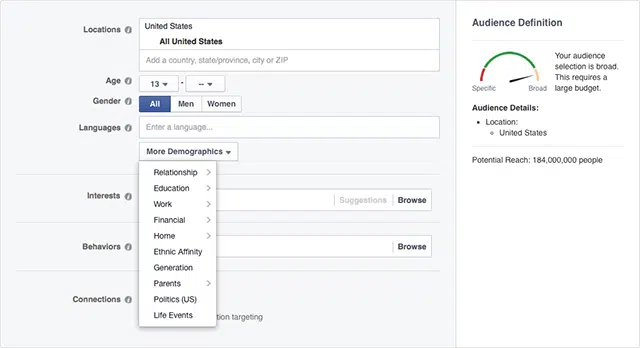 Locations
United States
All United States
Add a country, state/province, city or ZIP
Age
13 - --
Gender
All Men Women
Languages
Enter a language...
More Demographics
Relationship
Education
Work
Financial
Home
Ethnic Affinity
Generation
Parents
Politics (US)
Life Events
Interests
Suggestions Browse
Behaviors
Browse
Connections
tion targeting
Audience Definition
Specific Broad
Your audience
selection is broad.
This requires a
large budget.
Audience Details:
Location:
United States
Potential Reach: 184,000,000 people